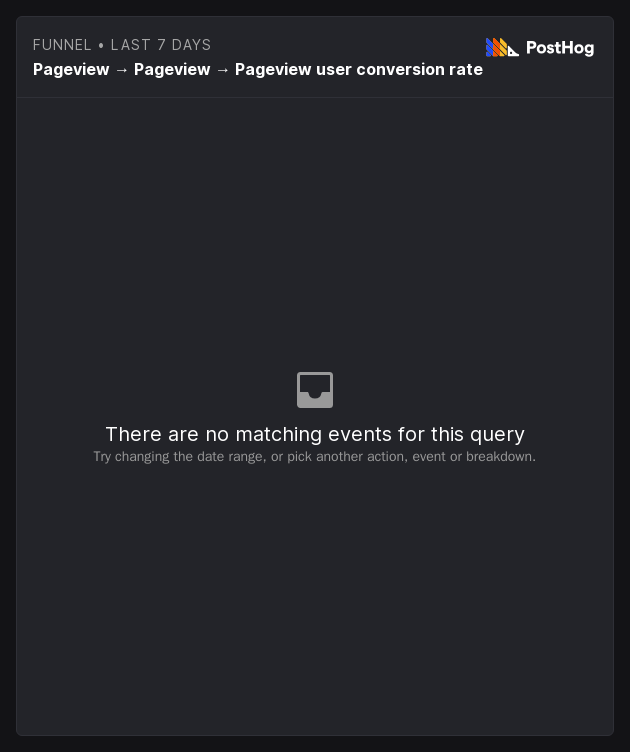 FUNNEL • LAST 7 DAYS
PostHog
Pageview → Pageview → Pageview user conversion rate
There are no matching events for this query
Try changing the date range, or pick another action, event or breakdown.